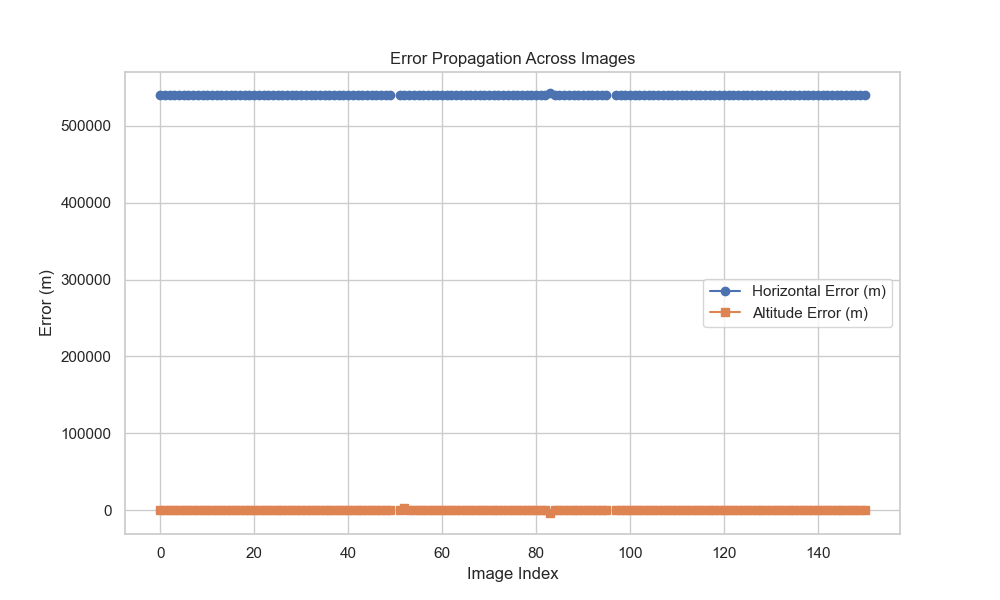 Error Propagation Across Images
500000
400000
300000
200000
100000
0
Error (m)
Horizontal Error (m)
Altitude Error (m)
0 20 40 60 80 100 120 140
Image Index